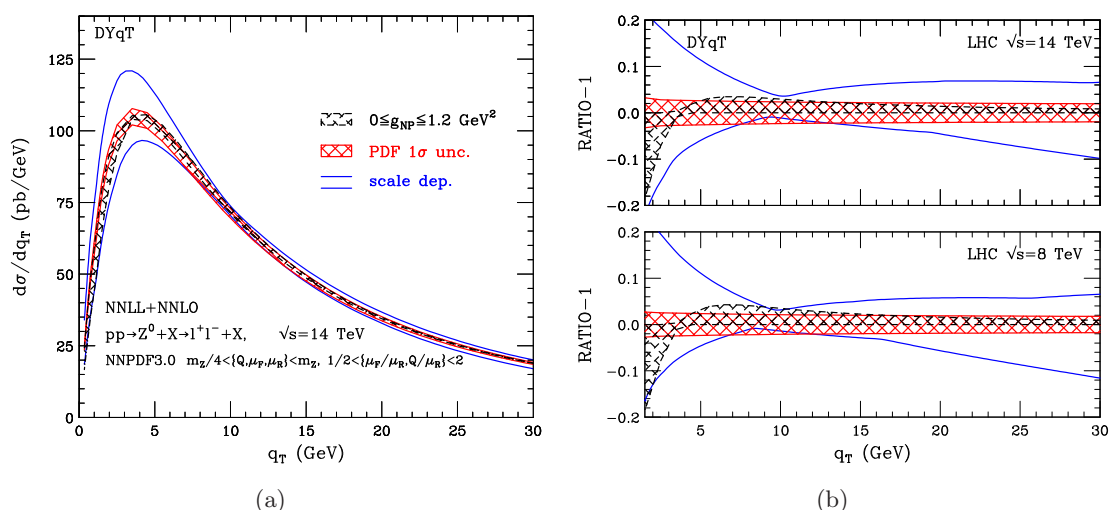 DYqT
dσ/dq_T (pb/GeV)
125
100
75
50
25
0
0≦g_NP≦1.2 GeV²
PDF 1σ unc.
scale dep.
NNLL+NNLO
pp→Z⁰+X→l⁺l⁻+X, √s=14 TeV
NNPDF3.0 m_Z/4<{Q,μ_F,μ_R}<m_Z, 1/2<{μ_F/μ_R,Q/μ_R}<2
0 5 10 15 20 25 30
q_T (GeV)
(a)
DYqT LHC √s=14 TeV
RATIO−1
0.2
0.1
0.0
−0.1
−0.2
LHC √s=8 TeV
RATIO−1
0.2
0.1
0.0
−0.1
−0.2
5 10 15 20 25 30
q_T (GeV)
(b)